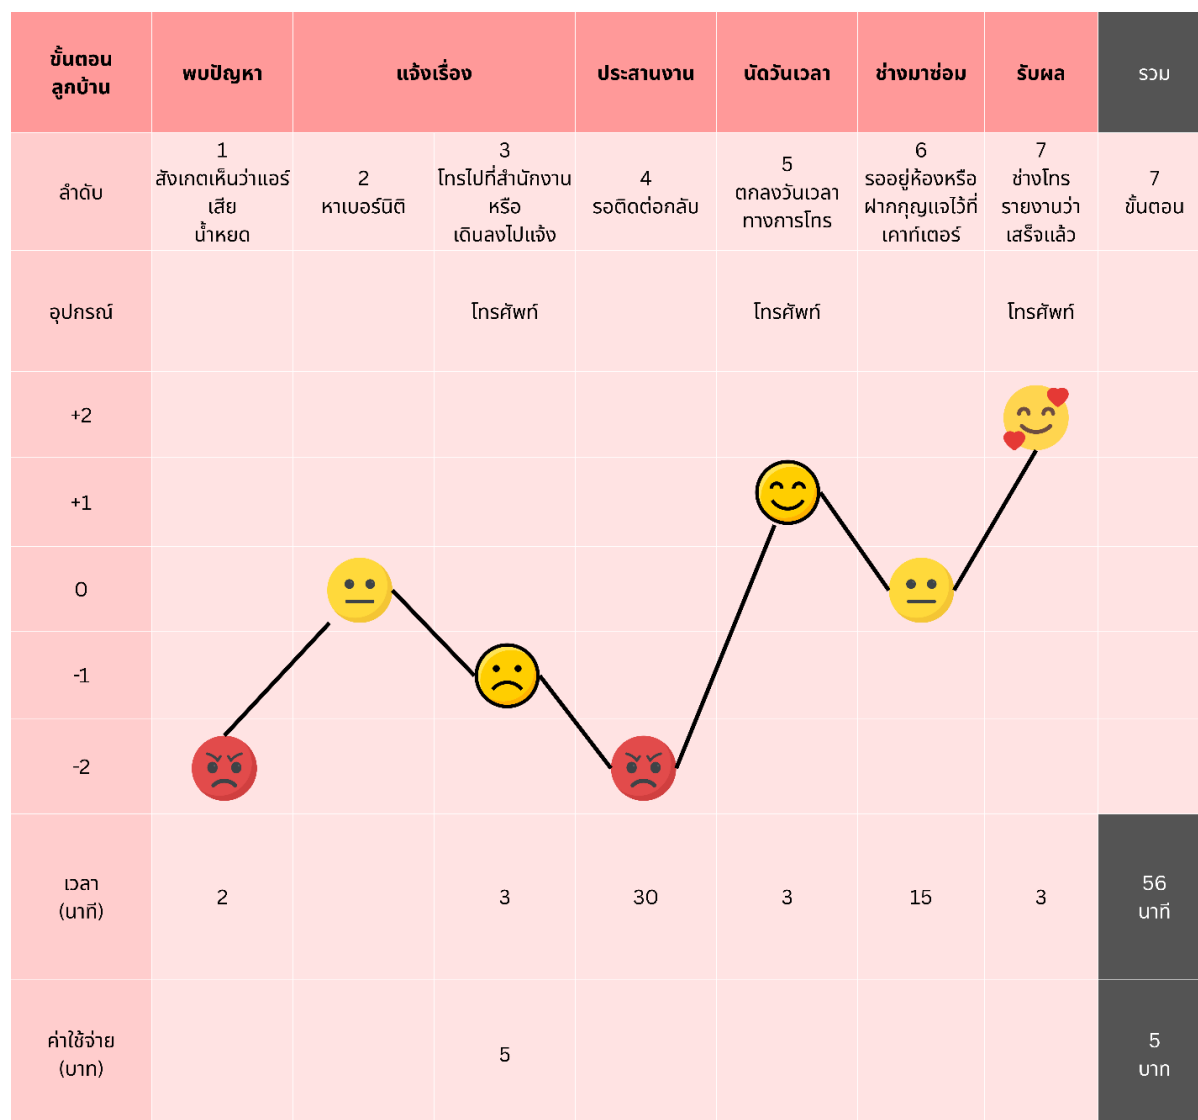 ขั้นตอน
ลูกบ้าน
พบปัญหา
แจ้งเรื่อง
ประสานงาน
นัดวันเวลา
ช่างมาซ่อม
รับผล
รวม
ลำดับ
1
สังเกตเห็นว่าแอร์
เสีย
น้ำหยด
2
หาเบอร์นิติ
3
โทรไปที่สำนักงาน
หรือ
เดินลงไปแจ้ง
4
รอติดต่อกลับ
5
ตกลงวันเวลา
ทางการโทร
6
รออยู่ห้องหรือ
ฝากกุญแจไว้ที่
เคาท์เตอร์
7
ช่างโทร
รายงานว่า
เสร็จแล้ว
7
ขั้นตอน
อุปกรณ์
โทรศัพท์
โทรศัพท์
โทรศัพท์
+2
+1
0
-1
-2
เวลา
(นาที)
2
3
30
3
15
3
56
นาที
ค่าใช้จ่าย
(บาท)
5
5
บาท